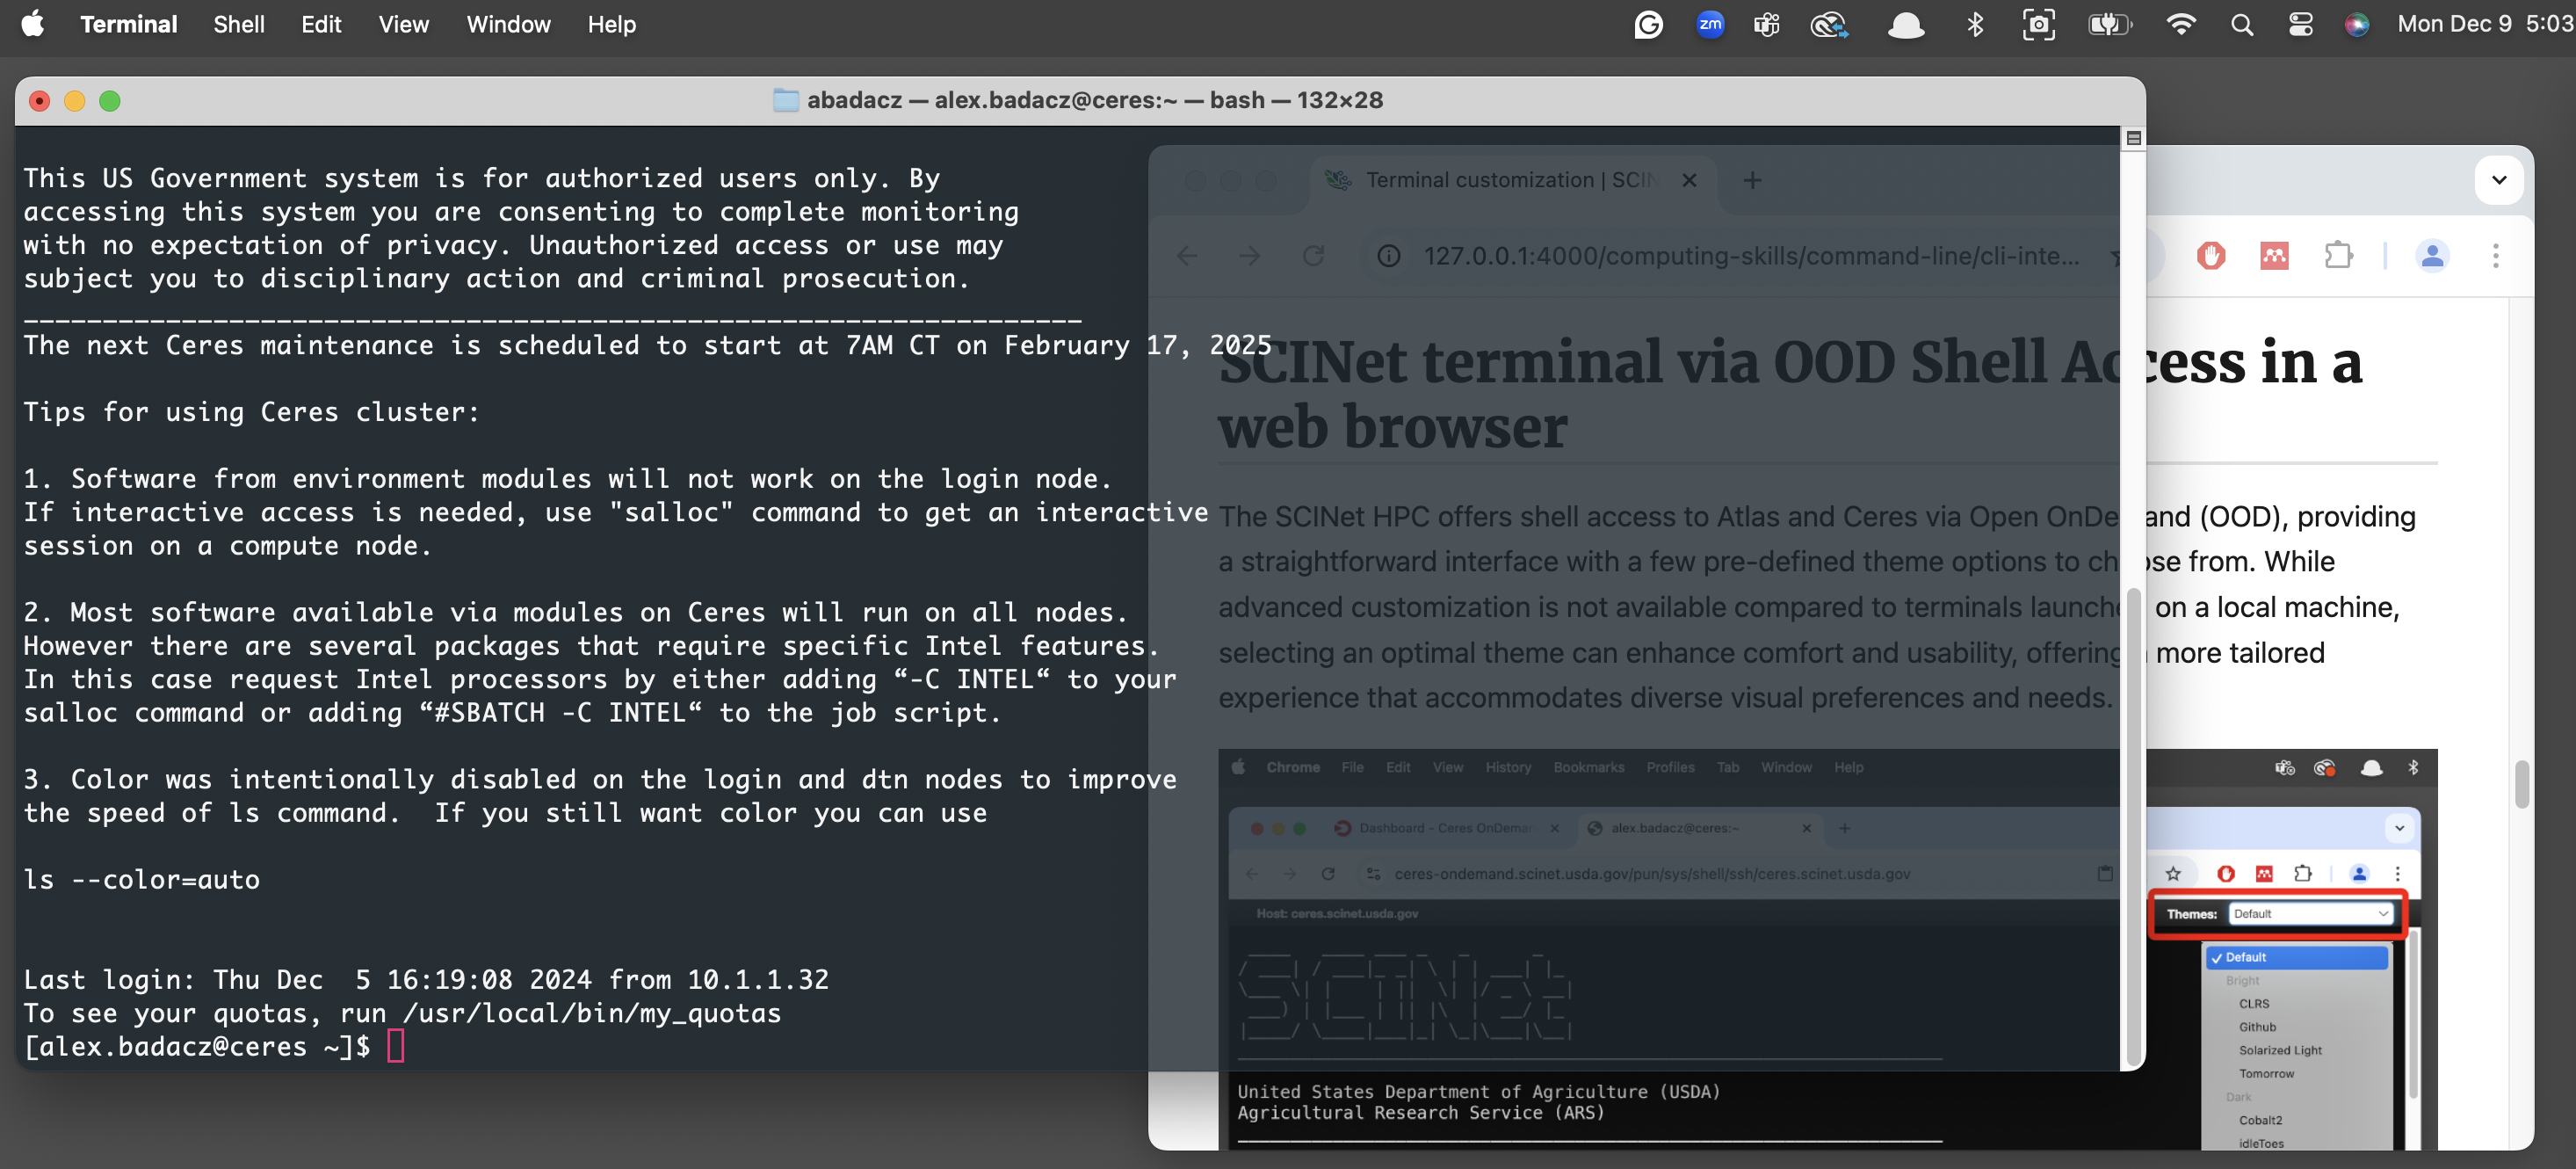 Terminal Shell Edit View Window Help
zm
Mon Dec 9 5:03
abadacz — alex.badacz@ceres:~ — bash — 132×28
This US Government system is for authorized users only. By
accessing this system you are consenting to complete monitoring
with no expectation of privacy. Unauthorized access or use may
subject you to disciplinary action and criminal prosecution.
The next Ceres maintenance is scheduled to start at 7AM CT on February 17, 2025
Tips for using Ceres cluster:
1. Software from environment modules will not work on the login node.
If interactive access is needed, use "salloc" command to get an interactive
session on a compute node.
2. Most software available via modules on Ceres will run on all nodes.
However there are several packages that require specific Intel features.
In this case request Intel processors by either adding “-C INTEL“ to your
salloc command or adding “#SBATCH -C INTEL“ to the job script.
3. Color was intentionally disabled on the login and dtn nodes to improve
the speed of ls command.  If you still want color you can use
ls --color=auto
Last login: Thu Dec  5 16:19:08 2024 from 10.1.1.32
To see your quotas, run /usr/local/bin/my_quotas
[alex.badacz@ceres ~]$
Terminal customization | SCIN
127.0.0.1:4000/computing-skills/command-line/cli-inte...
SCINet terminal via OOD Shell Access in a
web browser
The SCINet HPC offers shell access to Atlas and Ceres via Open OnDemand (OOD), providing
a straightforward interface with a few pre-defined theme options to choose from. While
advanced customization is not available compared to terminals launched on a local machine,
selecting an optimal theme can enhance comfort and usability, offering a more tailored
experience that accommodates diverse visual preferences and needs.
Chrome File Edit View History Bookmarks Profiles Tab Window Help
Dashboard - Ceres OnDeman
alex.badacz@ceres:~
ceres-ondemand.scinet.usda.gov/pun/sys/shell/ssh/ceres.scinet.usda.gov
Host: ceres.scinet.usda.gov
Themes: Default
SCINet
Default
Bright
CLRS
Github
Solarized Light
Tomorrow
Dark
Cobalt2
idleToes
United States Department of Agriculture (USDA)
Agricultural Research Service (ARS)